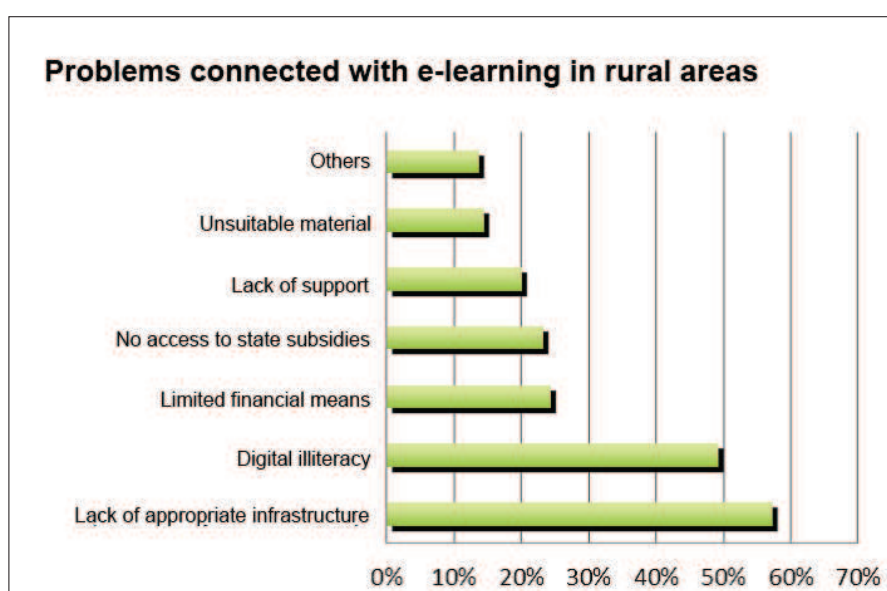 Problems connected with e-learning in rural areas
Others
Unsuitable material
Lack of support
No access to state subsidies
Limited financial means
Digital illiteracy
Lack of appropriate infrastructure
0% 10% 20% 30% 40% 50% 60% 70%